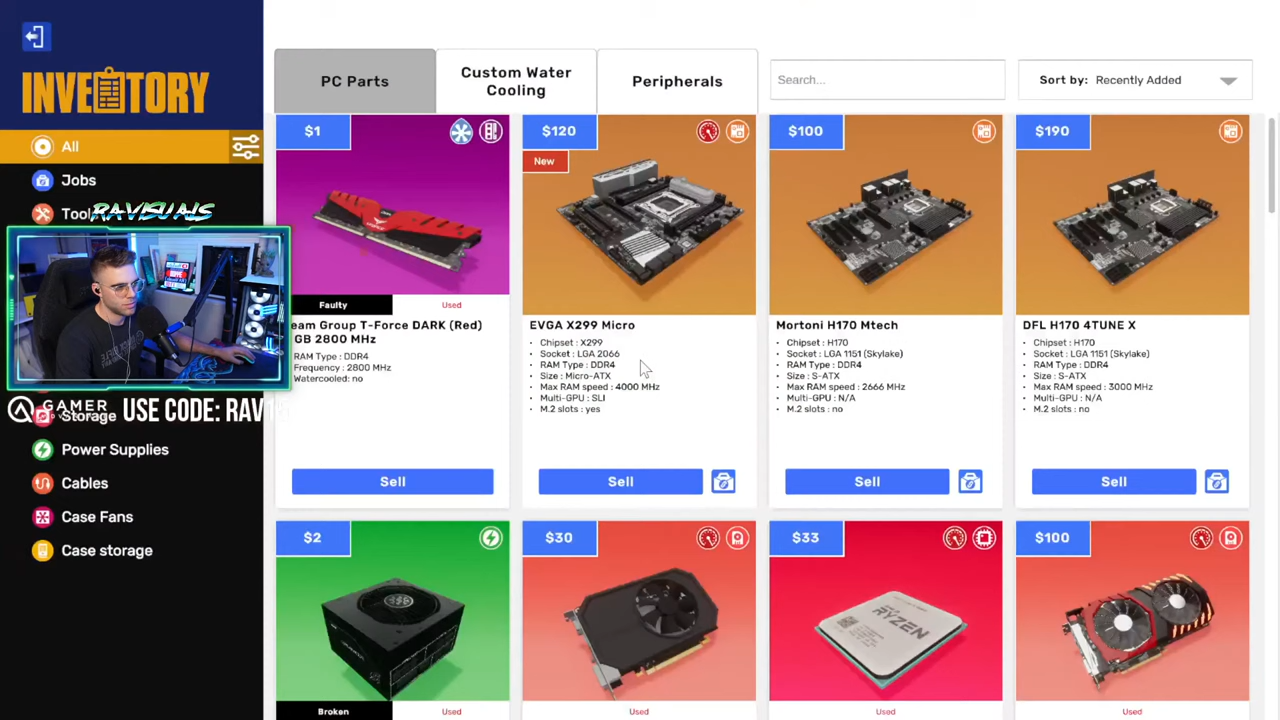 INVENTORY
PC Parts
Custom Water
Cooling
Peripherals
Search...
Sort by: Recently Added
All
Jobs
RAVISUALS
GAMER
USE CODE: RAV
Storage
Power Supplies
Cables
Case Fans
Case storage
$1
Faulty
Used
eam Group T-Force DARK (Red)
GB 2800 MHz
RAM Type : DDR4
Frequency : 2800 MHz
Watercooled: no
Sell
$120
New
EVGA X299 Micro
Chipset : X299
Socket : LGA 2066
RAM Type : DDR4
Size : Micro-ATX
Max RAM speed : 4000 MHz
Multi-GPU : SLI
M.2 slots : yes
Sell
$100
Mortoni H170 Mtech
Chipset : H170
Socket : LGA 1151 (Skylake)
RAM Type : DDR4
Size : S-ATX
Max RAM speed : 2666 MHz
Multi-GPU : N/A
M.2 slots : no
Sell
$190
DFL H170 4TUNE X
Chipset : H170
Socket : LGA 1151 (Skylake)
RAM Type : DDR4
Size : S-ATX
Max RAM speed : 3000 MHz
Multi-GPU : N/A
M.2 slots : no
Sell
$2
Broken
Used
$30
Used
$33
RYZEN
Used
$100
Used